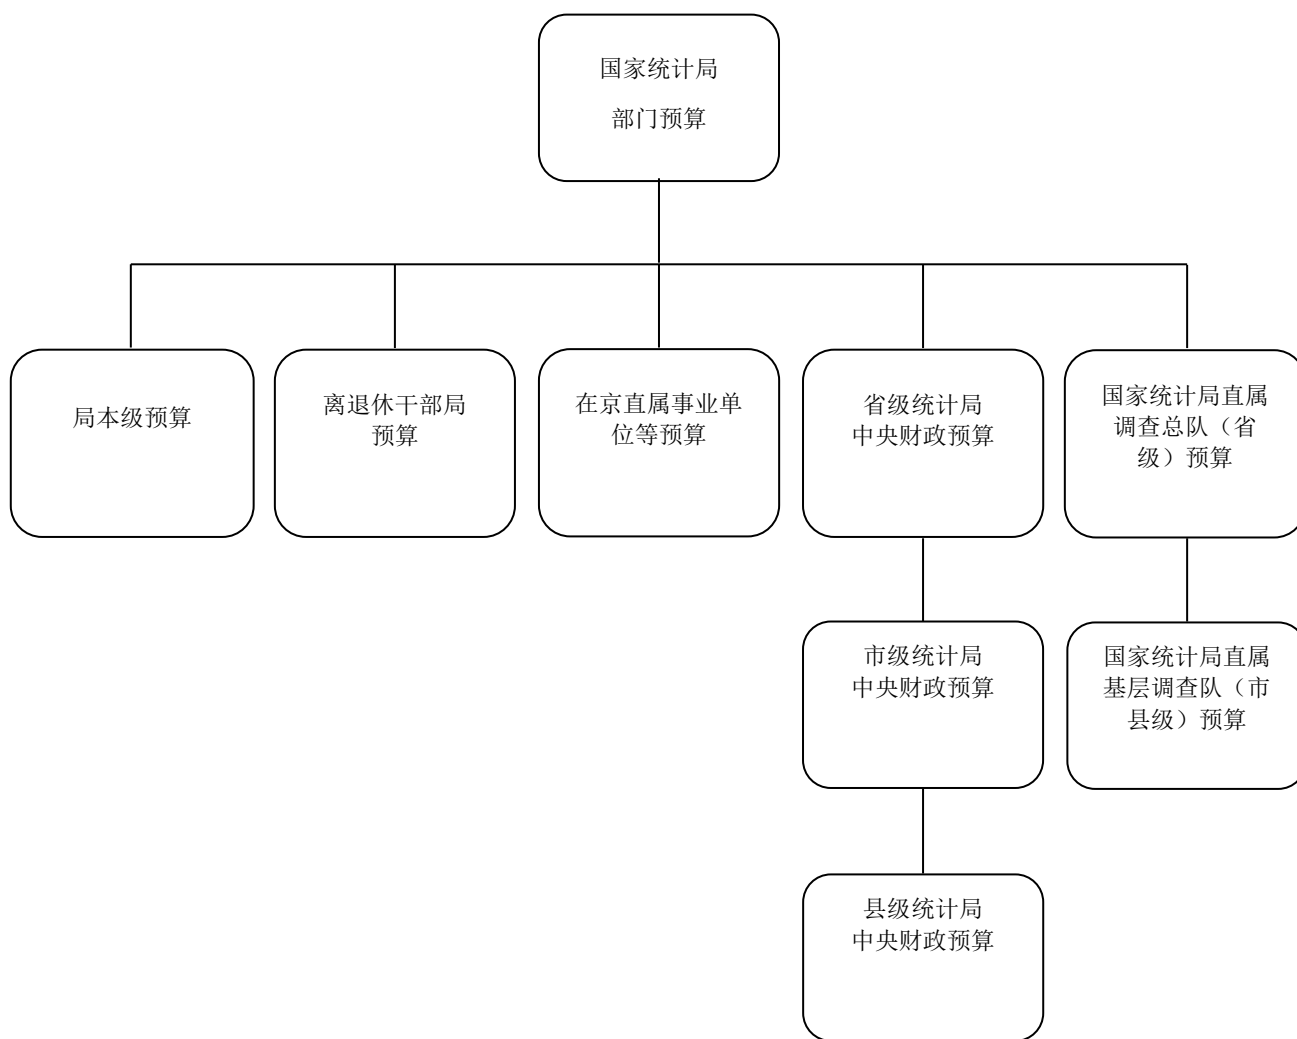 国家统计局
部门预算
局本级预算
离退休干部局
预算
在京直属事业单
位等预算
省级统计局
中央财政预算
国家统计局直属
调查总队（省
级）预算
市级统计局
中央财政预算
国家统计局直属
基层调查队（市
县级）预算
县级统计局
中央财政预算